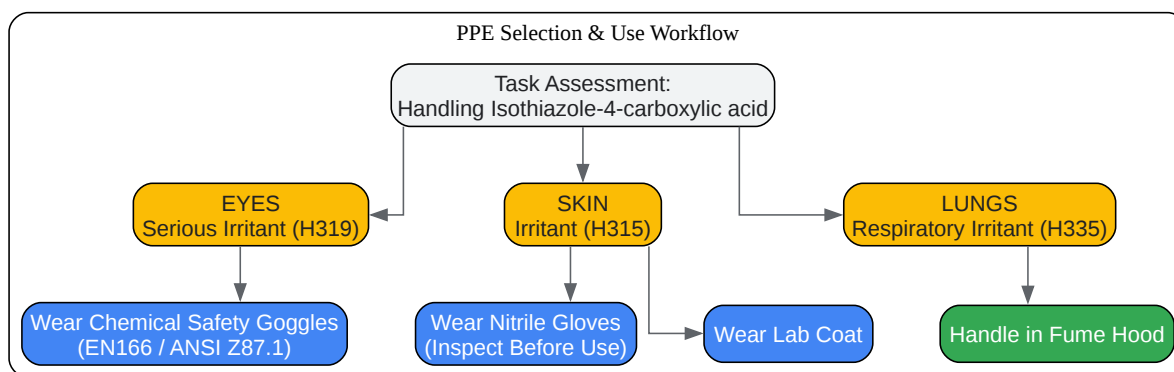 PPE Selection & Use Workflow
Task Assessment:
Handling Isothiazole-4-carboxylic acid
EYES
Serious Irritant (H319)
SKIN
Irritant (H315)
LUNGS
Respiratory Irritant (H335)
Wear Chemical Safety Goggles
(EN166 / ANSI Z87.1)
Wear Nitrile Gloves
(Inspect Before Use)
Wear Lab Coat
Handle in Fume Hood